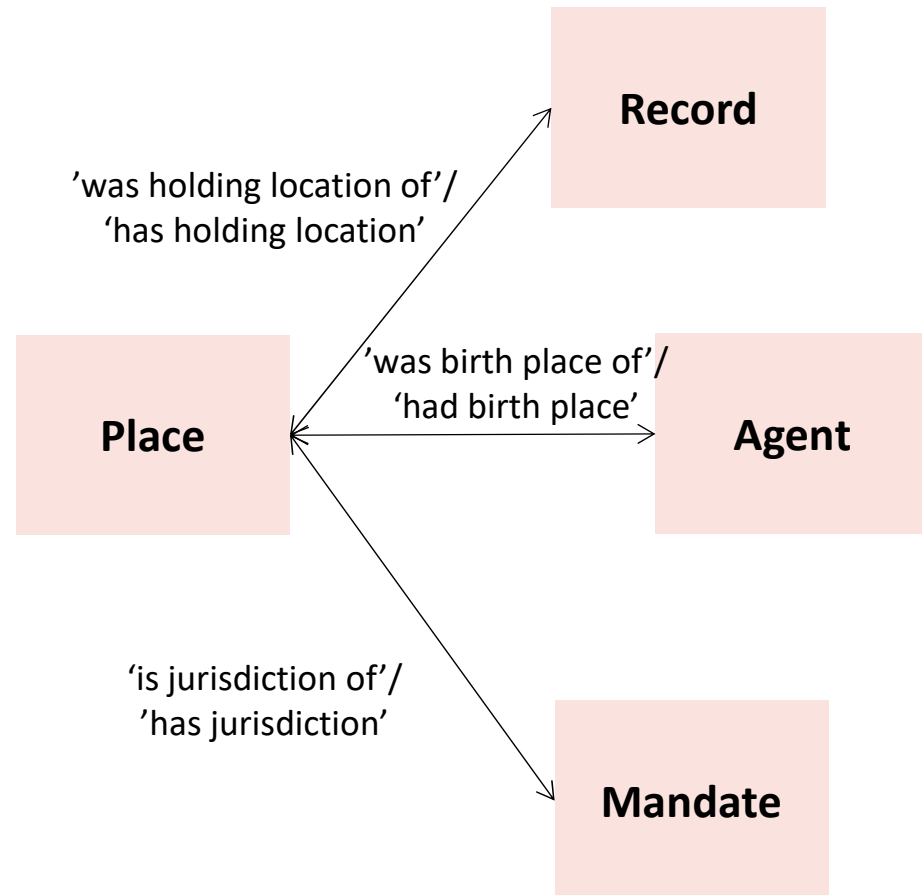 Record
’was holding location of’/
‘has holding location’
’was birth place of’/
‘had birth place’
Place
Agent
‘is jurisdiction of’/
’has jurisdiction’
Mandate